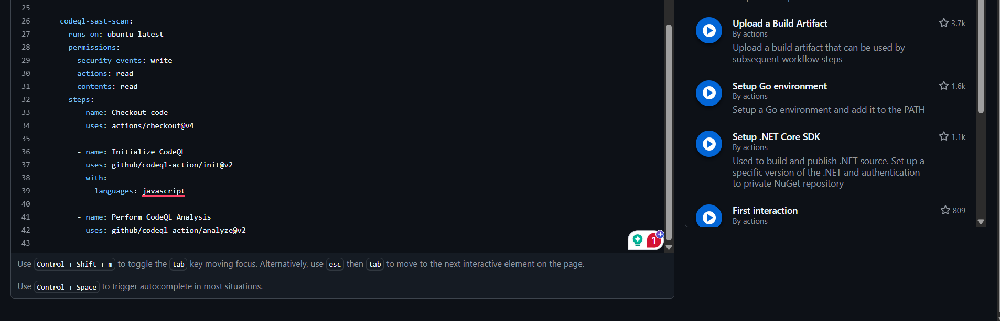 25
26 codeql-sast-scan:
27 runs-on: ubuntu-latest
28 permissions:
29 security-events: write
30 actions: read
31 contents: read
32 steps:
33 - name: Checkout code
34 uses: actions/checkout@v4
35
36 - name: Initialize CodeQL
37 uses: github/codeql-action/init@v2
38 with:
39 languages: javascript
40
41 - name: Perform CodeQL Analysis
42 uses: github/codeql-action/analyze@v2
43
1
Use Control + Shift + m to toggle the tab key moving focus. Alternatively, use esc then tab to move to the next interactive element on the page.
Use Control + Space to trigger autocomplete in most situations.
Upload a Build Artifact 3.7k
By actions
Upload a build artifact that can be used by
subsequent workflow steps
Setup Go environment 1.6k
By actions
Setup a Go environment and add it to the PATH
Setup .NET Core SDK 1.1k
By actions
Used to build and publish .NET source. Set up a
specific version of the .NET and authentication
to private NuGet repository
First interaction 809
By actions